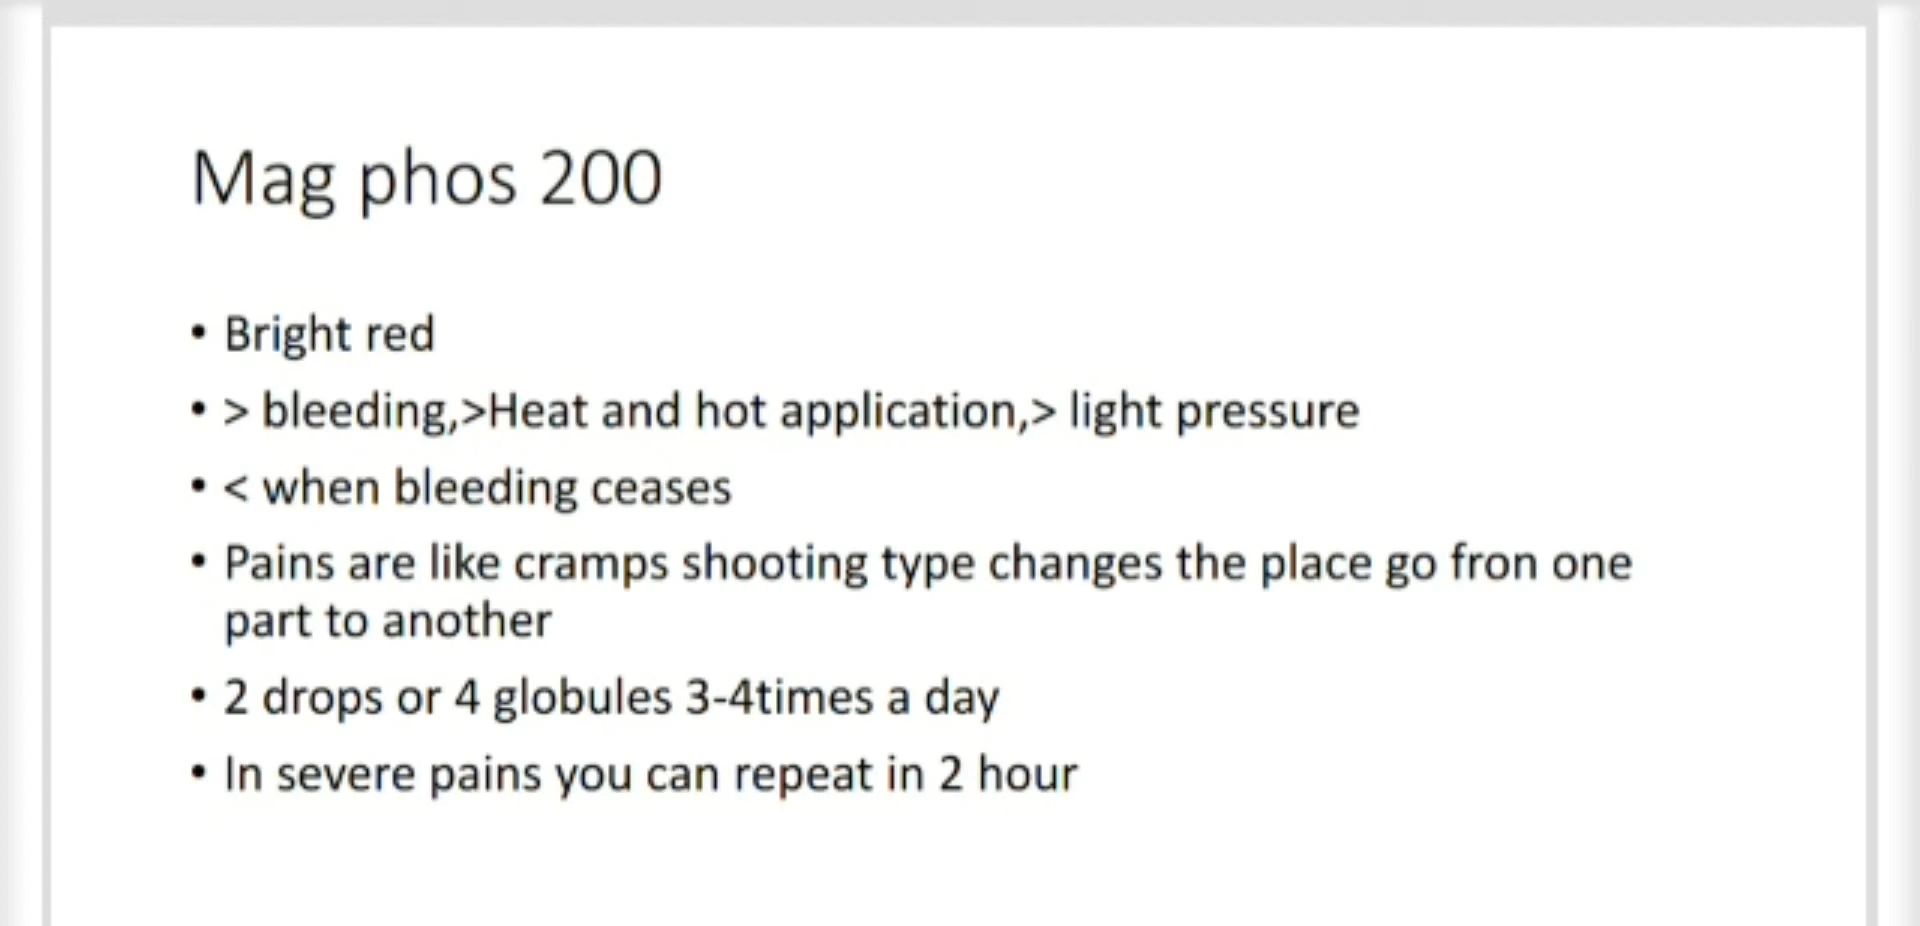 Mag phos 200
• Bright red
• > bleeding,>Heat and hot application,> light pressure
• < when bleeding ceases
• Pains are like cramps shooting type changes the place go fron one
part to another
• 2 drops or 4 globules 3-4times a day
• In severe pains you can repeat in 2 hour